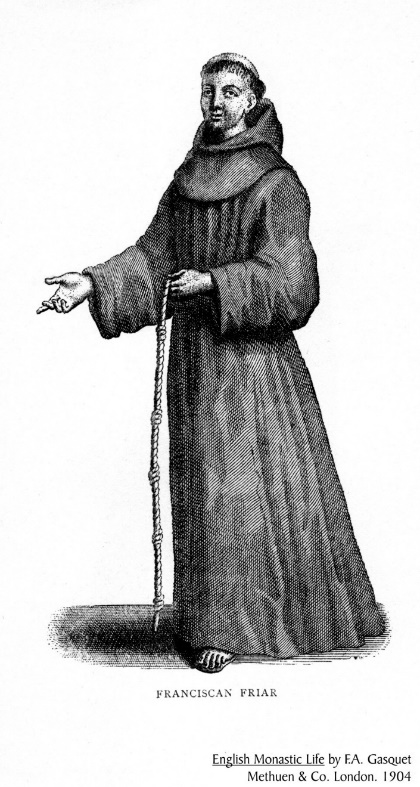 FRANCISCAN FRIAR
English Monastic Life by F.A. Gasquet
Methuen & Co. London. 1904